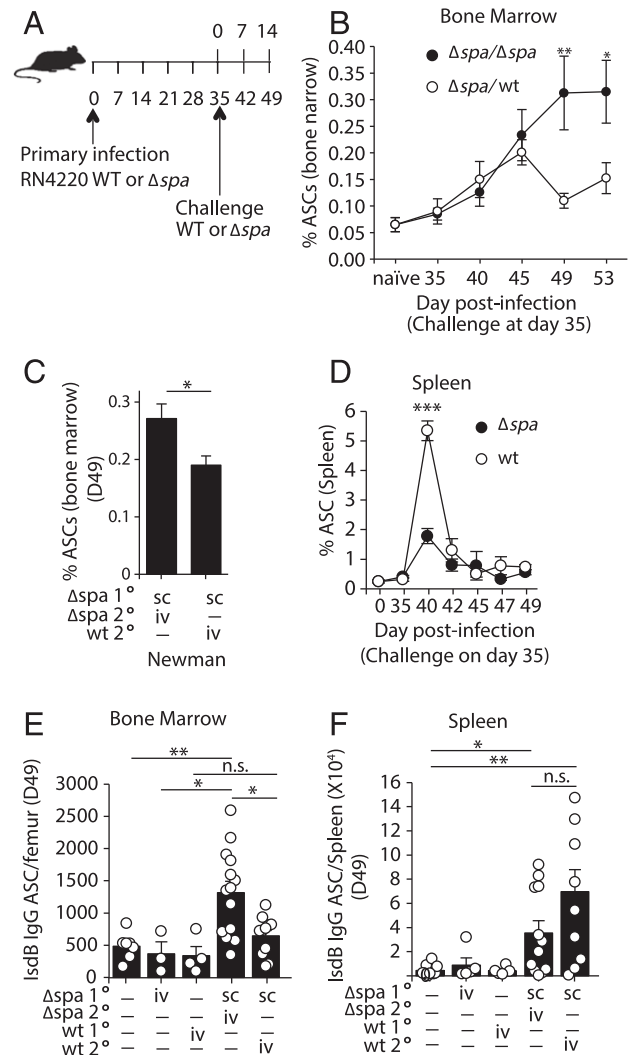 A
0 7 14
0 7 14 21 28 35 42 49
Primary infection
RN4220 WT or Δspa
Challenge
WT or Δspa
B
Bone Marrow
Δspa/Δspa
Δspa/wt
**
*
% ASCs (bone narrow)
0.40
0.35
0.30
0.25
0.20
0.15
0.10
0.05
0.00
naïve 35 40 45 49 53
Day post-infection
(Challenge at day 35)
C
*
% ASCs (bone marrow)
(D49)
0.3
0.2
0.1
0
Δspa 1° sc sc
Δspa 2° iv –
wt 2° – iv
Newman
D
Spleen
***
Δspa
wt
% ASC (Spleen)
6
5
4
3
2
1
0
0 35 40 42 45 47 49
Day post-infection
(Challenge on day 35)
E
Bone Marrow
**
n.s.
*
*
IsdB IgG ASC/femur (D49)
3000
2500
2000
1500
1000
500
0
Δspa 1° – iv – sc sc
Δspa 2° – – – iv –
wt 1° – – iv – –
wt 2° – – – – iv
F
Spleen
*
**
n.s.
IsdB IgG ASC/Spleen (X10⁴)
(D49)
16
14
12
10
8
6
4
2
0
Δspa 1° – iv – sc sc
Δspa 2° – – – iv –
wt 1° – – iv – –
wt 2° – – – – iv